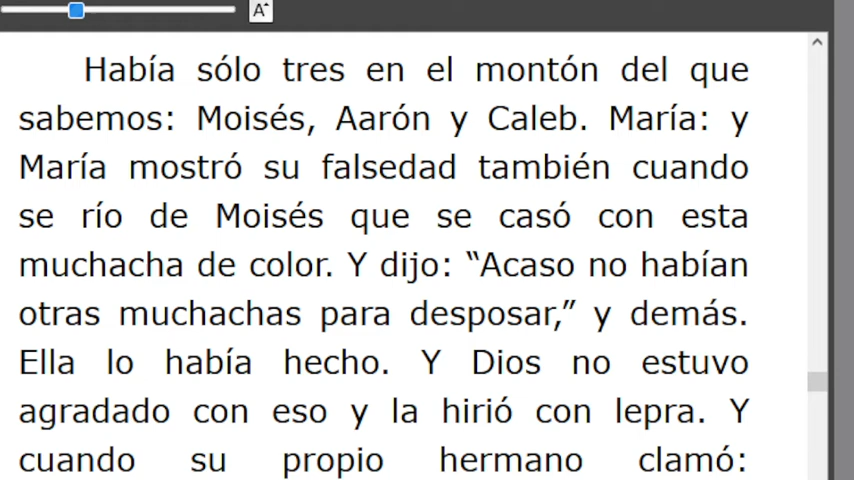 A
Había sólo tres en el montón del que
sabemos: Moisés, Aarón y Caleb. María: y
María mostró su falsedad también cuando
se río de Moisés que se casó con esta
muchacha de color. Y dijo: “Acaso no habían
otras muchachas para desposar,” y demás.
Ella lo había hecho. Y Dios no estuvo
agradado con eso y la hirió con lepra. Y
cuando su propio hermano clamó: